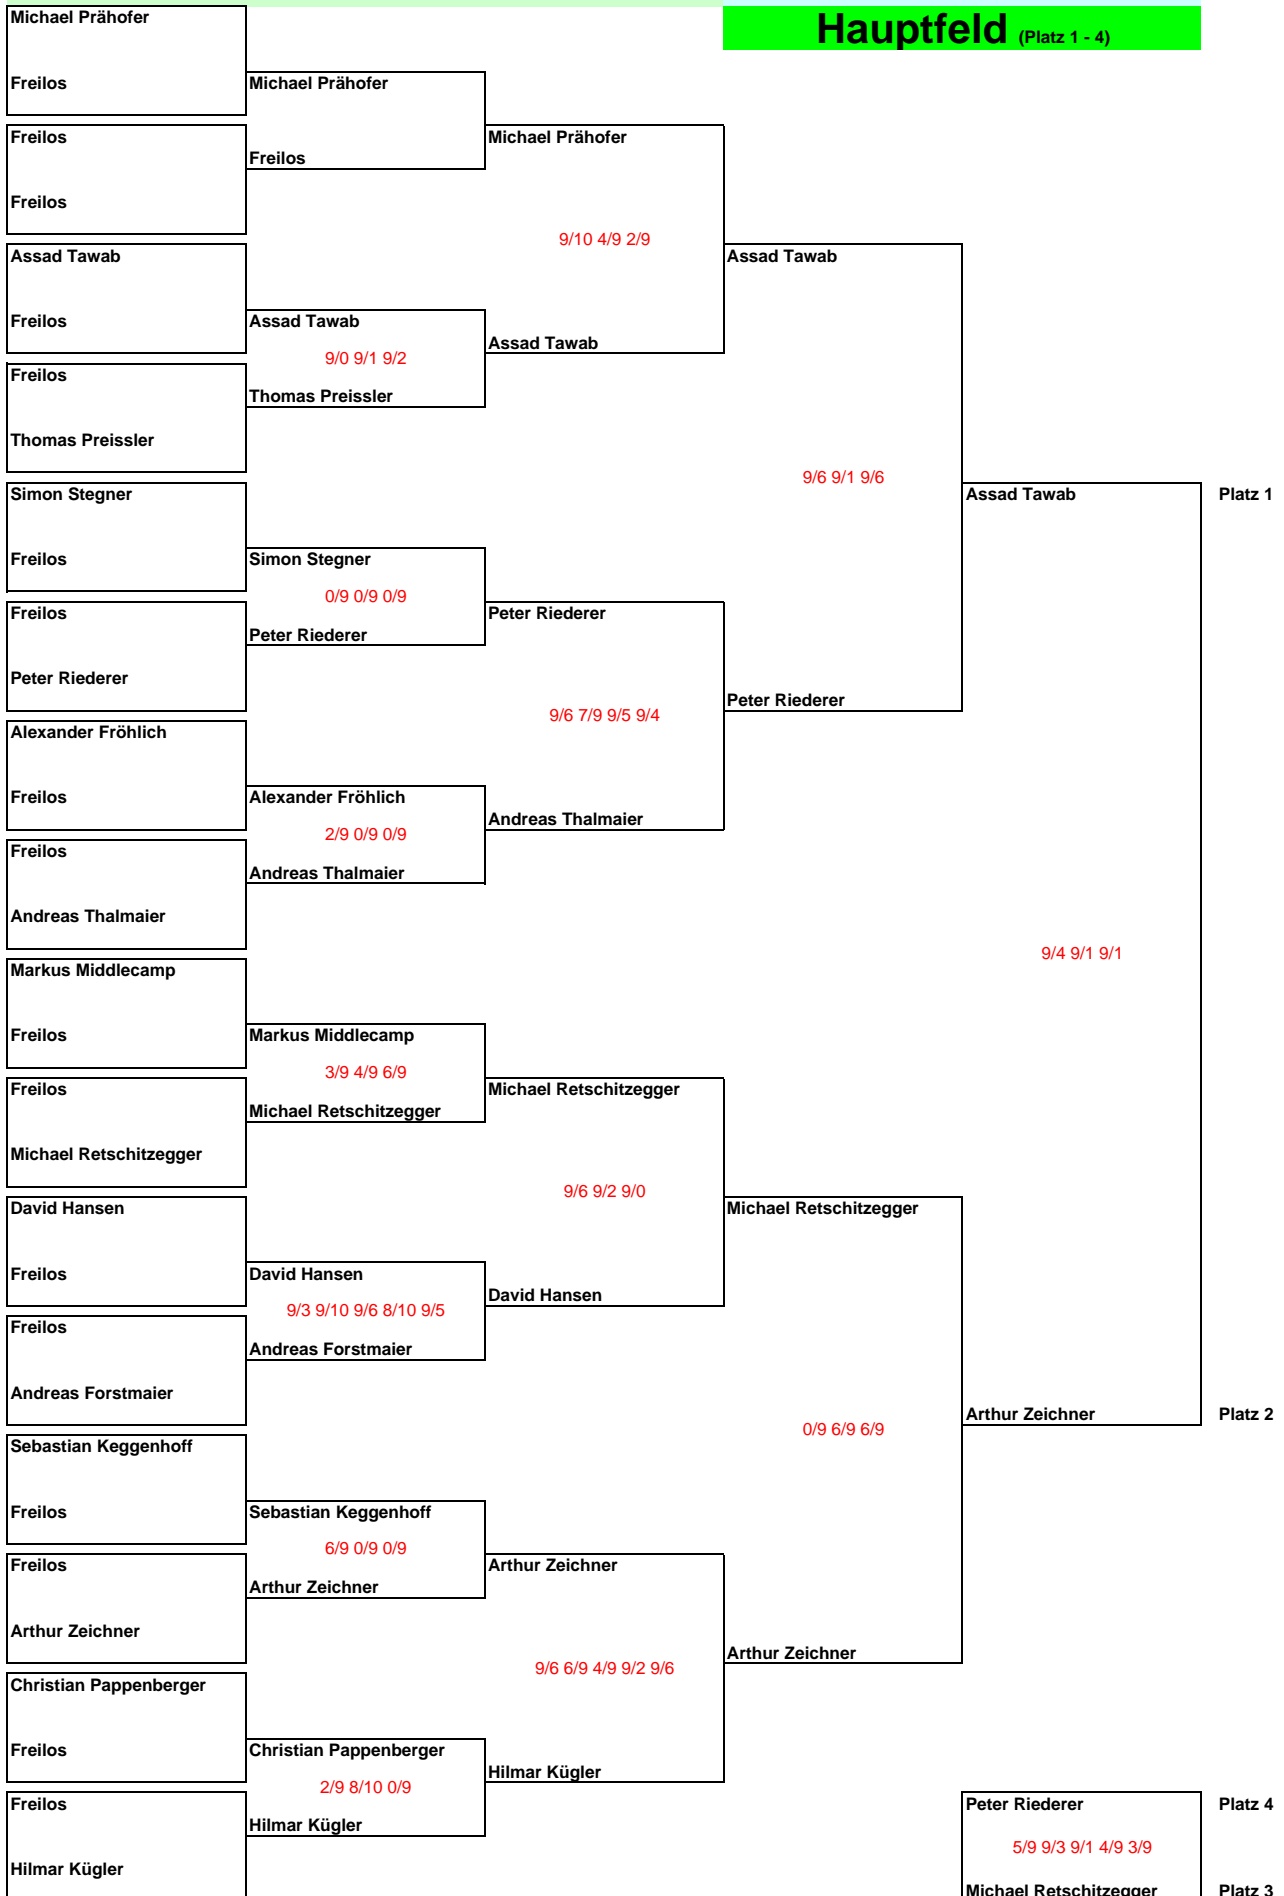 Michael Prähofer
Hauptfeld (Platz 1 - 4)
Freilos
Michael Prähofer
Freilos
Michael Prähofer
Freilos
Freilos
9/10 4/9 2/9
Assad Tawab
Assad Tawab
Freilos
Assad Tawab
Assad Tawab
9/0 9/1 9/2
Freilos
Thomas Preissler
Thomas Preissler
9/6 9/1 9/6
Simon Stegner
Assad Tawab
Platz 1
Freilos
Simon Stegner
0/9 0/9 0/9
Freilos
Peter Riederer
Peter Riederer
Peter Riederer
Peter Riederer
9/6 7/9 9/5 9/4
Alexander Fröhlich
Freilos
Alexander Fröhlich
Andreas Thalmaier
2/9 0/9 0/9
Freilos
Andreas Thalmaier
Andreas Thalmaier
9/4 9/1 9/1
Markus Middlecamp
Freilos
Markus Middlecamp
3/9 4/9 6/9
Freilos
Michael Retschitzegger
Michael Retschitzegger
Michael Retschitzegger
9/6 9/2 9/0
David Hansen
Michael Retschitzegger
Freilos
David Hansen
David Hansen
9/3 9/10 9/6 8/10 9/5
Freilos
Andreas Forstmaier
Andreas Forstmaier
Arthur Zeichner
Platz 2
0/9 6/9 6/9
Sebastian Keggenhoff
Freilos
Sebastian Keggenhoff
6/9 0/9 0/9
Freilos
Arthur Zeichner
Arthur Zeichner
Arthur Zeichner
Arthur Zeichner
9/6 6/9 4/9 9/2 9/6
Christian Pappenberger
Freilos
Christian Pappenberger
Hilmar Kügler
2/9 8/10 0/9
Freilos
Peter Riederer
Platz 4
Hilmar Kügler
5/9 9/3 9/1 4/9 3/9
Hilmar Kügler
Michael Retschitzegger
Platz 3